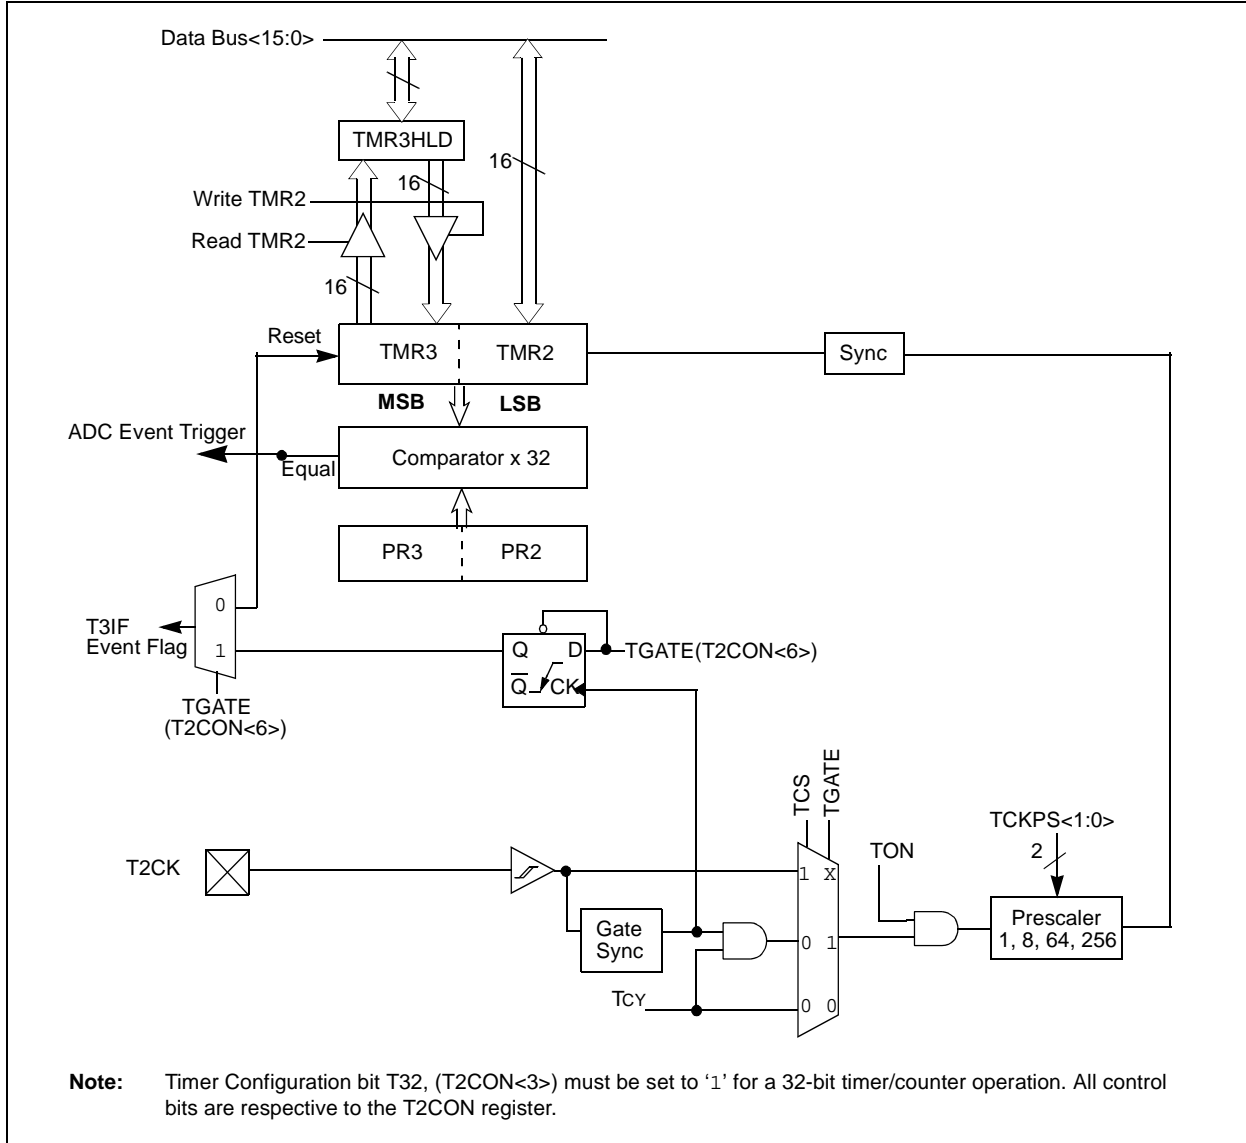 Data Bus<15:0>
TMR3HLD
16
16
Write TMR2
Read TMR2
16
Reset
TMR3
TMR2
Sync
MSB
LSB
ADC Event Trigger
Equal
Comparator x 32
PR3
PR2
0
T3IF
Event Flag
1
Q
D
TGATE(T2CON<6>)
Q
CK
TGATE
(T2CON<6>)
TCS
TGATE
TCKPS<1:0>
2
TON
T2CK
1 X
Prescaler
1, 8, 64, 256
Gate
Sync
0 1
TCY
0 0
Note: Timer Configuration bit T32, (T2CON<3>) must be set to ‘1’ for a 32-bit timer/counter operation. All control
bits are respective to the T2CON register.